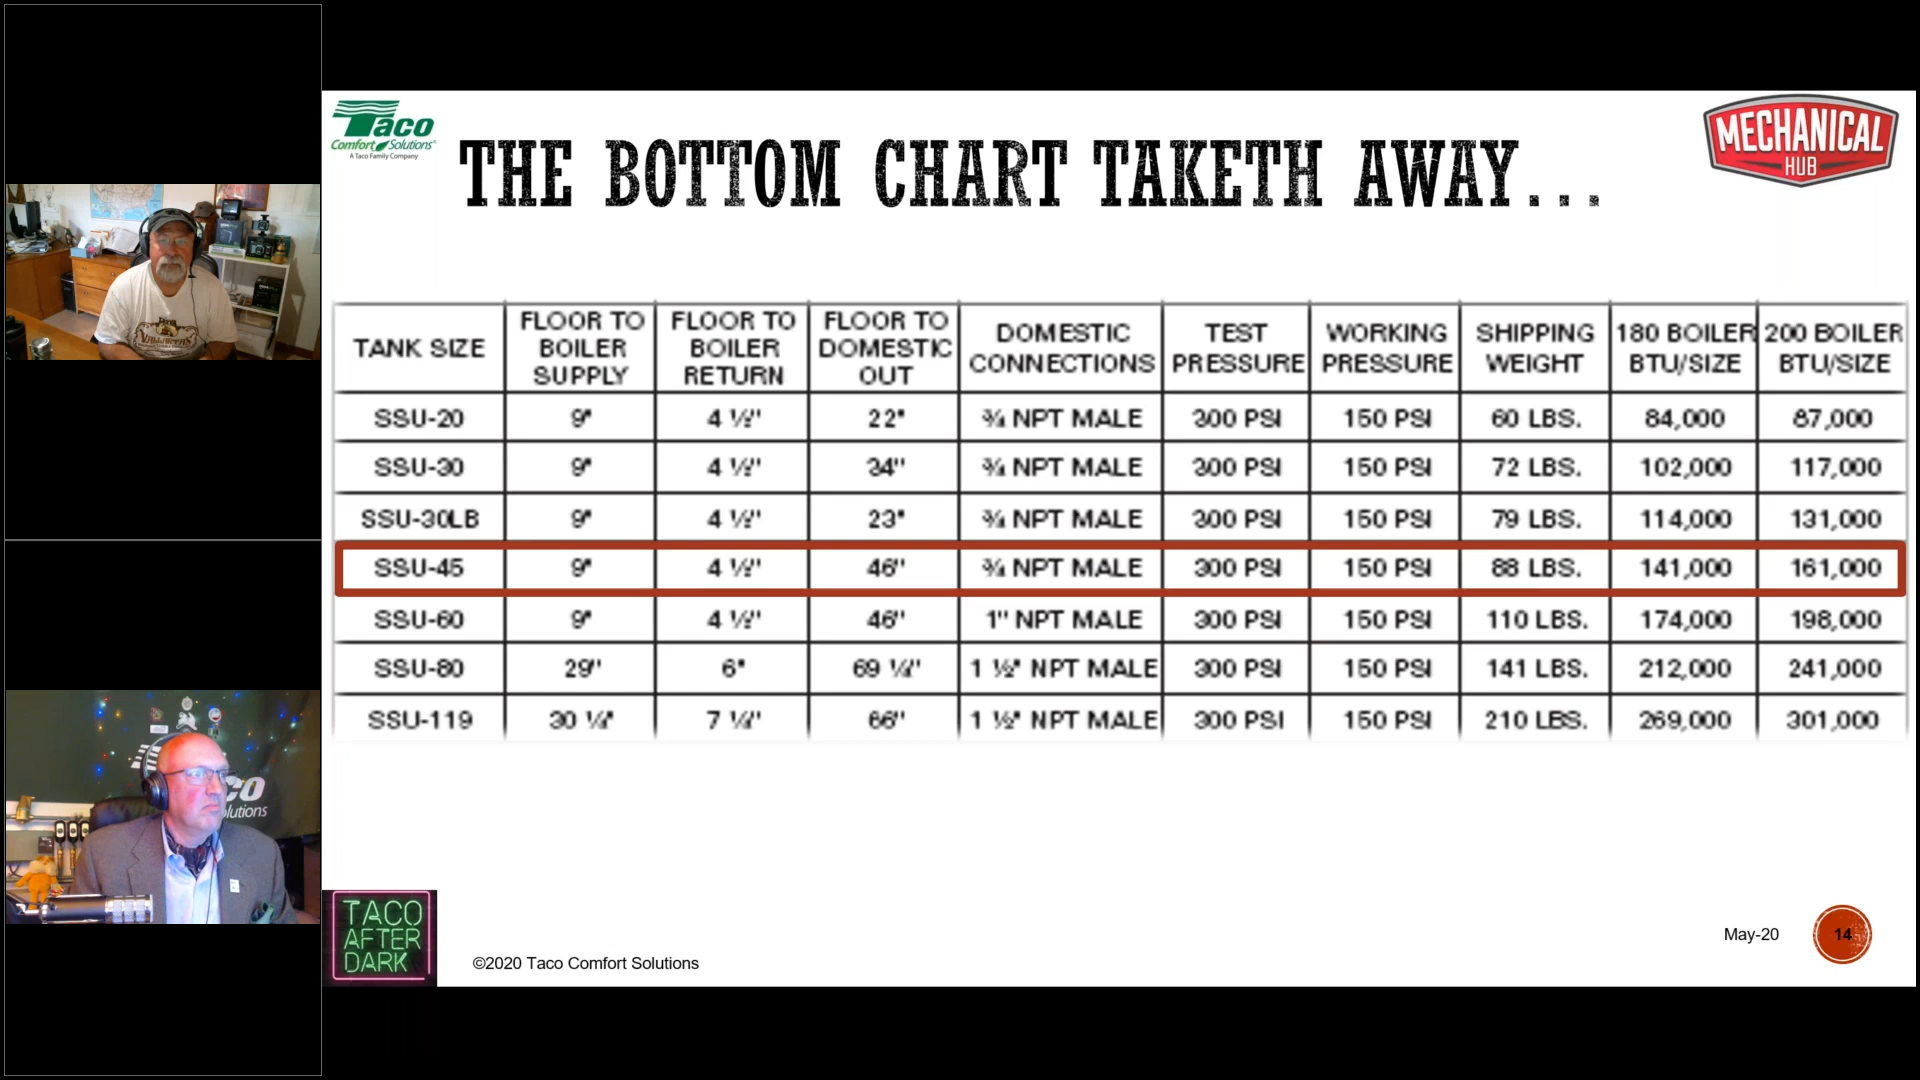 Taco
Comfort Solutions®
A Taco Family Company
THE BOTTOM CHART TAKETH AWAY...
MECHANICAL
HUB
TANK SIZE FLOOR TO BOILER SUPPLY FLOOR TO BOILER RETURN FLOOR TO DOMESTIC OUT DOMESTIC CONNECTIONS TEST PRESSURE WORKING PRESSURE SHIPPING WEIGHT 180 BOILER BTU/SIZE 200 BOILER BTU/SIZE
SSU-20 9" 4 ½" 22" ¾ NPT MALE 300 PSI 150 PSI 60 LBS. 84,000 87,000
SSU-30 9" 4 ½" 34" ¾ NPT MALE 300 PSI 150 PSI 72 LBS. 102,000 117,000
SSU-30LB 9" 4 ½" 23" ¾ NPT MALE 300 PSI 150 PSI 79 LBS. 114,000 131,000
SSU-45 9" 4 ½" 46" ¾ NPT MALE 300 PSI 150 PSI 88 LBS. 141,000 161,000
SSU-60 9" 4 ½" 46" 1" NPT MALE 300 PSI 150 PSI 110 LBS. 174,000 198,000
SSU-80 29" 6" 69 ¼" 1 ½" NPT MALE 300 PSI 150 PSI 141 LBS. 212,000 241,000
SSU-119 30 ¼" 7 ¼" 66" 1 ½" NPT MALE 300 PSI 150 PSI 210 LBS. 269,000 301,000
CO
lutions
TACO
AFTER
DARK
©2020 Taco Comfort Solutions
May-20
14